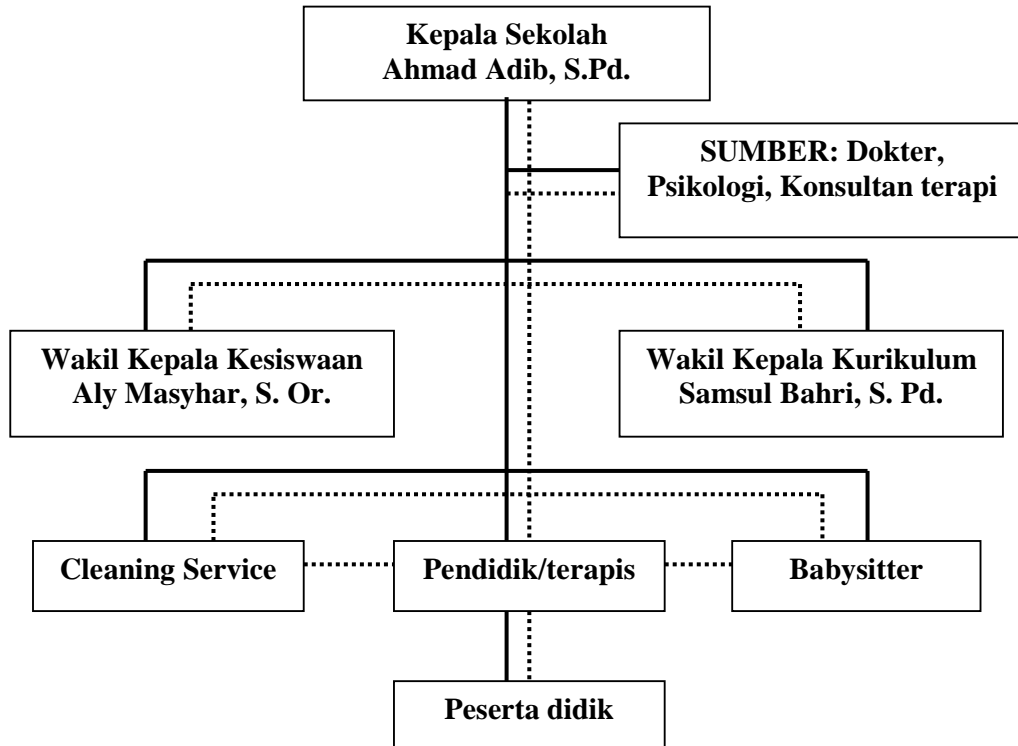 Kepala Sekolah
Ahmad Adib, S.Pd.
SUMBER: Dokter,
Psikologi, Konsultan terapi
Wakil Kepala Kesiswaan
Aly Masyhar, S. Or.
Wakil Kepala Kurikulum
Samsul Bahri, S. Pd.
Cleaning Service
Pendidik/terapis
Babysitter
Peserta didik